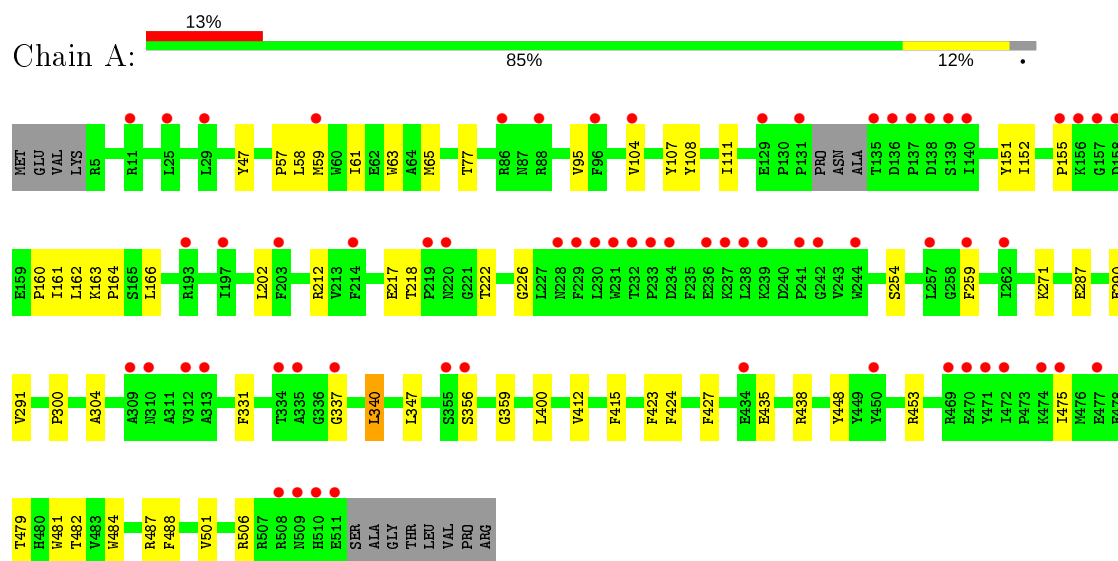 13%
Chain A:
85% 12% •
MET GLU VAL LYS R5 R11 L25 L29 Y47 P57 L58 M59 W60 I61 E62 W63 A64 M65 T77 R86 N87 R88 V95 F96 V104 Y107 Y108 I111 E129 P130 P131 PRO ASN ALA T135 D136 P137 D138 S139 I140 Y151 I152 P155 K156 G157 D158
E159 P160 I161 L162 K163 P164 S165 L166 R193 I197 L202 F203 R212 V213 F214 E217 T218 P219 N220 G221 T222 G226 L227 N228 F229 L230 W231 T232 P233 D234 F235 E236 K237 L238 K239 D240 P241 G242 V243 W244 S254 L257 G258 F259 I262 K271 E287 F290
V291 P300 A304 A309 N310 A311 V312 A313 F331 T334 A335 G336 G337 L340 L347 S355 S356 G359 L400 V412 F415 F423 F424 F427 E434 E435 R438 Y448 Y449 Y450 R453 R469 E470 Y471 I472 P473 K474 I475 M476 E477
T479 H480 W481 T482 V483 W484 R487 F488 V501 R506 R507 R508 N509 H510 E511 SER ALA GLY THR LEU VAL PRO ARG